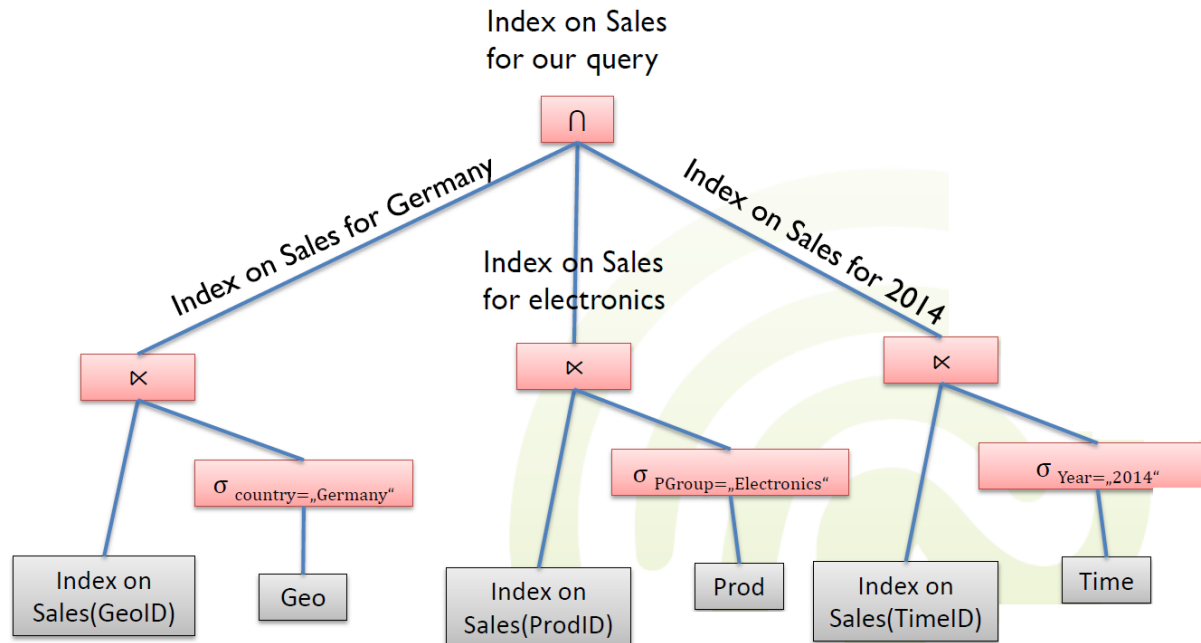 Index on Sales
for our query
∩
Index on Sales for Germany
Index on Sales
for electronics
Index on Sales for 2014
⋉
⋉
⋉
σ country=„Germany“
σ PGroup=„Electronics“
σ Year=„2014“
Index on
Sales(GeoID)
Geo
Index on
Sales(ProdID)
Prod
Index on
Sales(TimeID)
Time